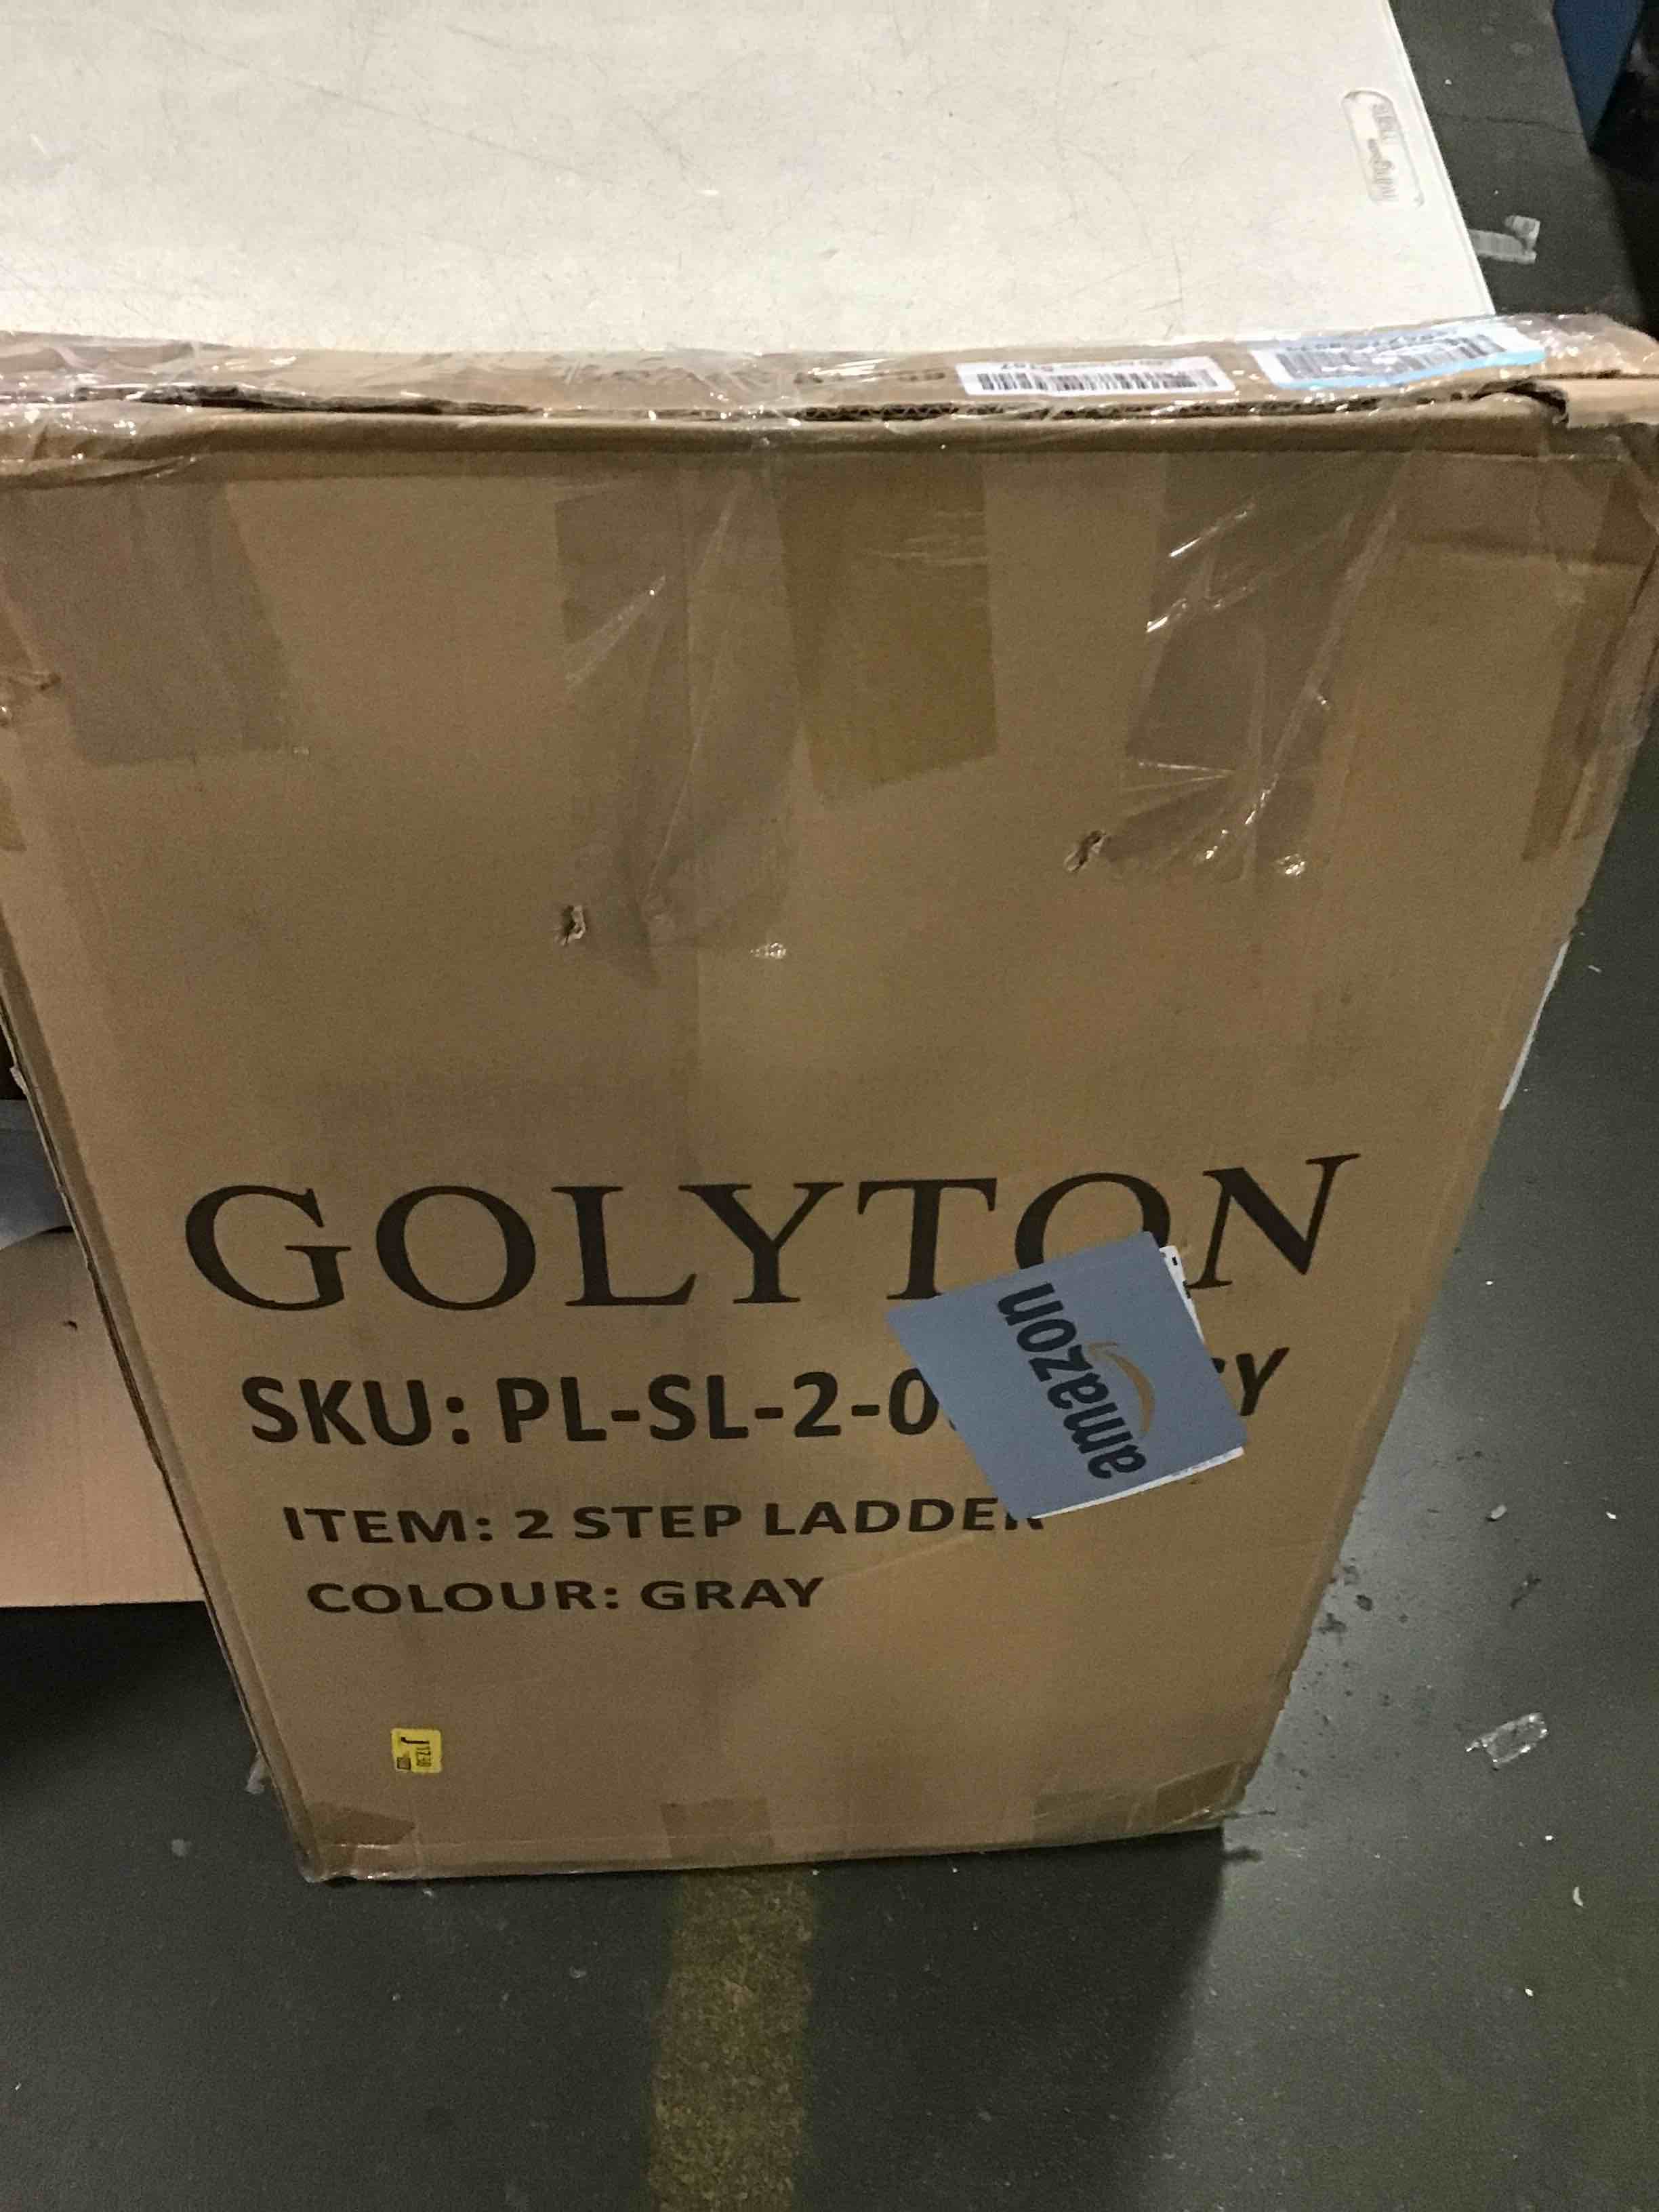 GOLYTON
SKU: PL-SL-2-0
ITEM: 2 STEP LADDER
COLOUR: GRAY
amazon